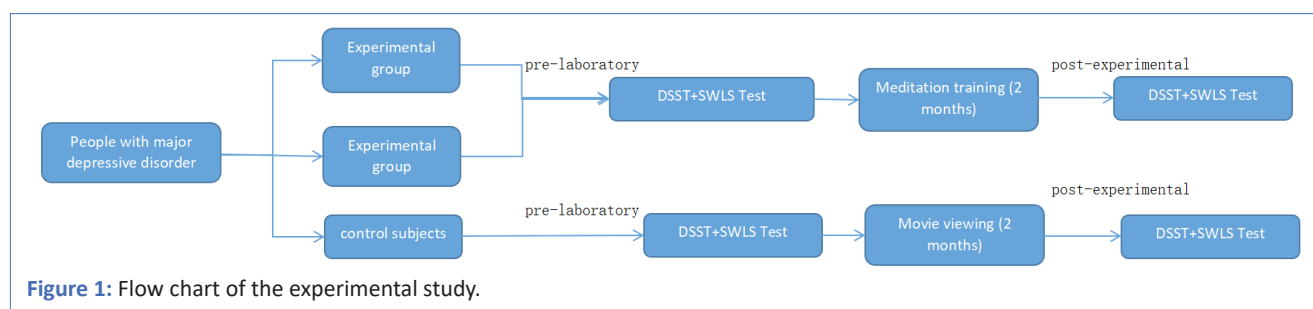 Experimental
group
pre-laboratory
DSST+SWLS Test
Meditation training (2
months)
post-experimental
DSST+SWLS Test
People with major
depressive disorder
Experimental
group
control subjects
pre-laboratory
DSST+SWLS Test
Movie viewing (2
months)
post-experimental
DSST+SWLS Test
Figure 1: Flow chart of the experimental study.